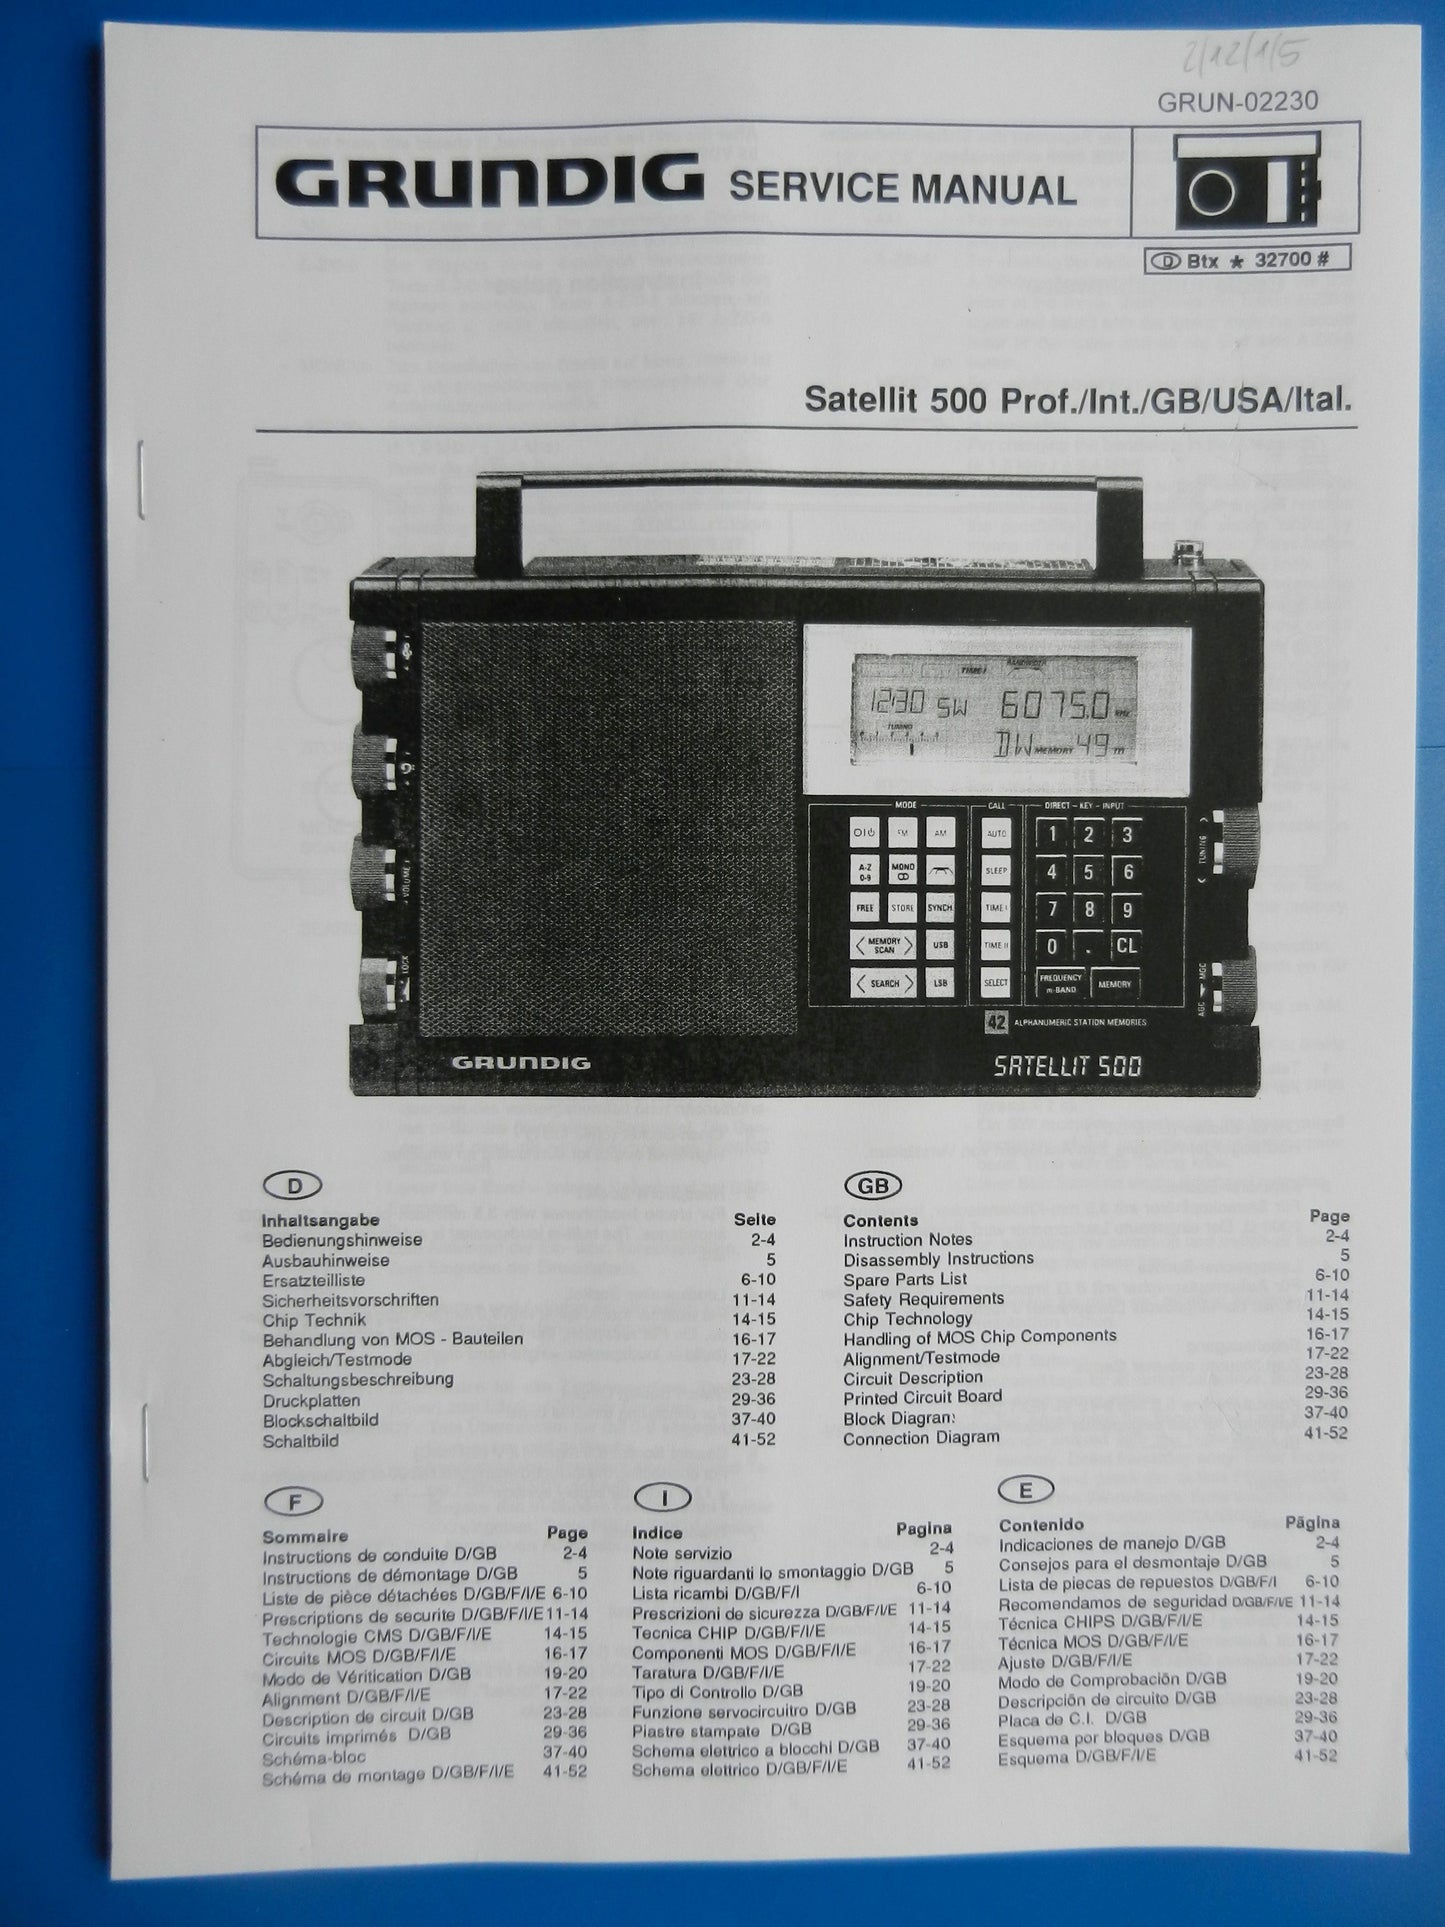 2/12/1/5
GRUN-02230
GRUNDIG SERVICE MANUAL
D Btx * 32700 #
Satellit 500 Prof./Int./GB/USA/Ital.
TIME I BANDWIDTH
12:30 SW 6075.0 kHz
TUNING
DW MEMORY 49 m
MODE CALL DIRECT - KEY - INPUT
FM AM AUTO 1 2 3
A-Z 0-9 MONO SLEEP 4 5 6
FREE STORE SYNCH. TIME I 7 8 9
< MEMORY SCAN > USB TIME II 0 . CL
< SEARCH > LSB SELECT FREQUENCY m-BAND MEMORY
42 ALPHANUMERIC STATION MEMORIES
VOLUME
LOCK
< TUNING >
AGC MGC
GRUNDIG
SATELLIT 500
D
Inhaltsangabe Seite
Bedienungshinweise 2-4
Ausbauhinweise 5
Ersatzteilliste 6-10
Sicherheitsvorschriften 11-14
Chip Technik 14-15
Behandlung von MOS - Bauteilen 16-17
Abgleich/Testmode 17-22
Schaltungsbeschreibung 23-28
Druckplatten 29-36
Blockschaltbild 37-40
Schaltbild 41-52
GB
Contents Page
Instruction Notes 2-4
Disassembly Instructions 5
Spare Parts List 6-10
Safety Requirements 11-14
Chip Technology 14-15
Handling of MOS Chip Components 16-17
Alignment/Testmode 17-22
Circuit Description 23-28
Printed Circuit Board 29-36
Block Diagram 37-40
Connection Diagram 41-52
F
Sommaire Page
Instructions de conduite D/GB 2-4
Instructions de démontage D/GB 5
Liste de pièce détachées D/GB/F/I/E 6-10
Prescriptions de securite D/GB/F/I/E 11-14
Technologie CMS D/GB/F/I/E 14-15
Circuits MOS D/GB/F/I/E 16-17
Modo de Véritication D/GB 19-20
Alignment D/GB/F/I/E 17-22
Description de circuit D/GB 23-28
Circuits imprimés D/GB 29-36
Schéma-bloc 37-40
Schéma de montage D/GB/F/I/E 41-52
I
Indice Pagina
Note servizio 2-4
Note riguardanti lo smontaggio D/GB 5
Lista ricambi D/GB/F/I 6-10
Prescrizioni de sicurezza D/GB/F/I/E 11-14
Tecnica CHIP D/GB/F/I/E 14-15
Componenti MOS D/GB/F/I/E 16-17
Taratura D/GB/F/I/E 17-22
Tipo di Controllo D/GB 19-20
Funzione servocircuitro D/GB 23-28
Piastre stampate D/GB 29-36
Schema elettrico a blocchi D/GB 37-40
Schema elettrico D/GB/F/I/E 41-52
E
Contenido Página
Indicaciones de manejo D/GB 2-4
Consejos para el desmontaje D/GB 5
Lista de piecas de repuestos D/GB/F/I 6-10
Recomendamos de seguridad D/GB/F/I/E 11-14
Técnica CHIPS D/GB/F/I/E 14-15
Técnica MOS D/GB/F/I/E 16-17
Ajuste D/GB/F/I/E 17-22
Modo de Comprobación D/GB 19-20
Descripción de circuito D/GB 23-28
Placa de C.I. D/GB 29-36
Esquema por bloques D/GB 37-40
Esquema D/GB/F/I/E 41-52